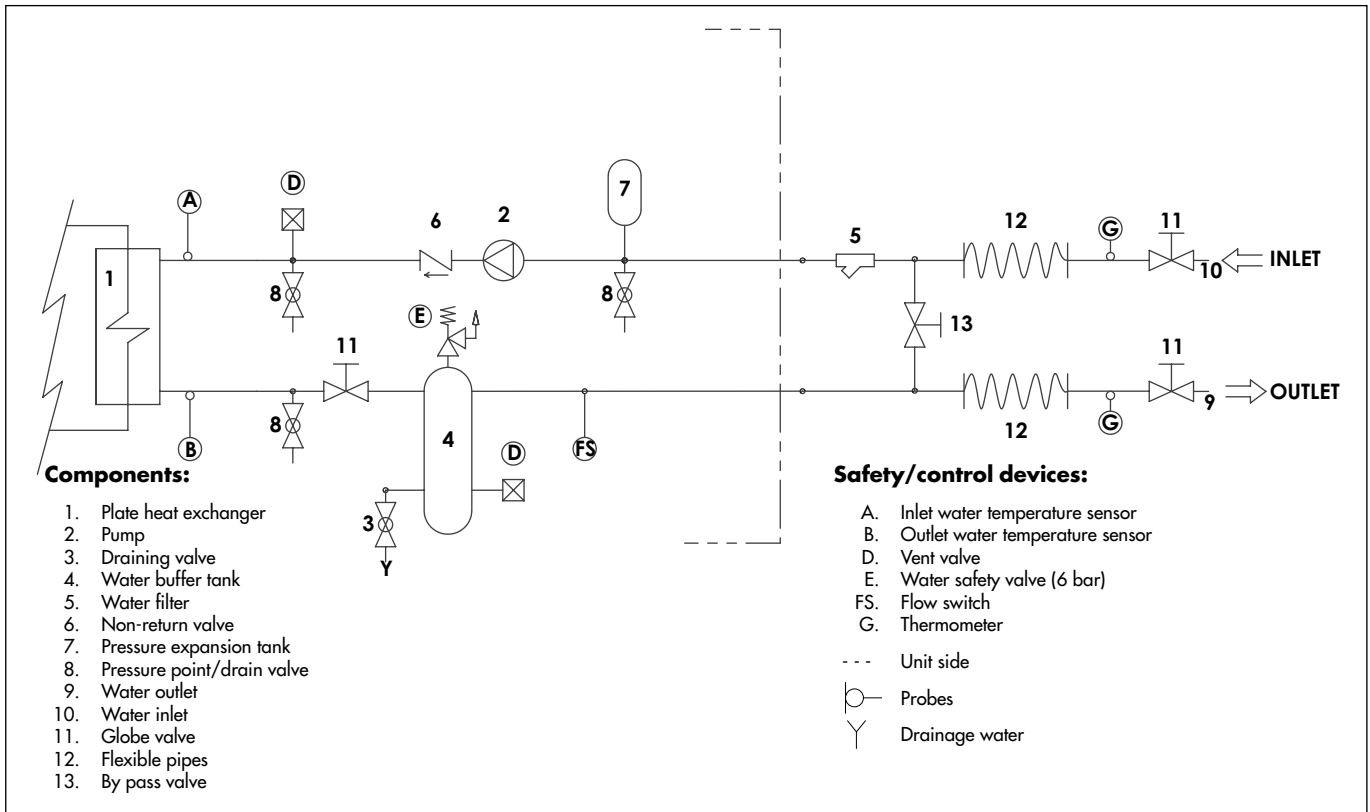 D
7
A
6
2
5
12
G
11
INLET
10
1
8
8
E
13
11
11
OUTLET
9
4
12
G
B
8
FS
D
3
Y
Components:
1. Plate heat exchanger
2. Pump
3. Draining valve
4. Water buffer tank
5. Water filter
6. Non-return valve
7. Pressure expansion tank
8. Pressure point/drain valve
9. Water outlet
10. Water inlet
11. Globe valve
12. Flexible pipes
13. By pass valve
Safety/control devices:
A. Inlet water temperature sensor
B. Outlet water temperature sensor
D. Vent valve
E. Water safety valve (6 bar)
FS. Flow switch
G. Thermometer
--- Unit side
Probes
Drainage water